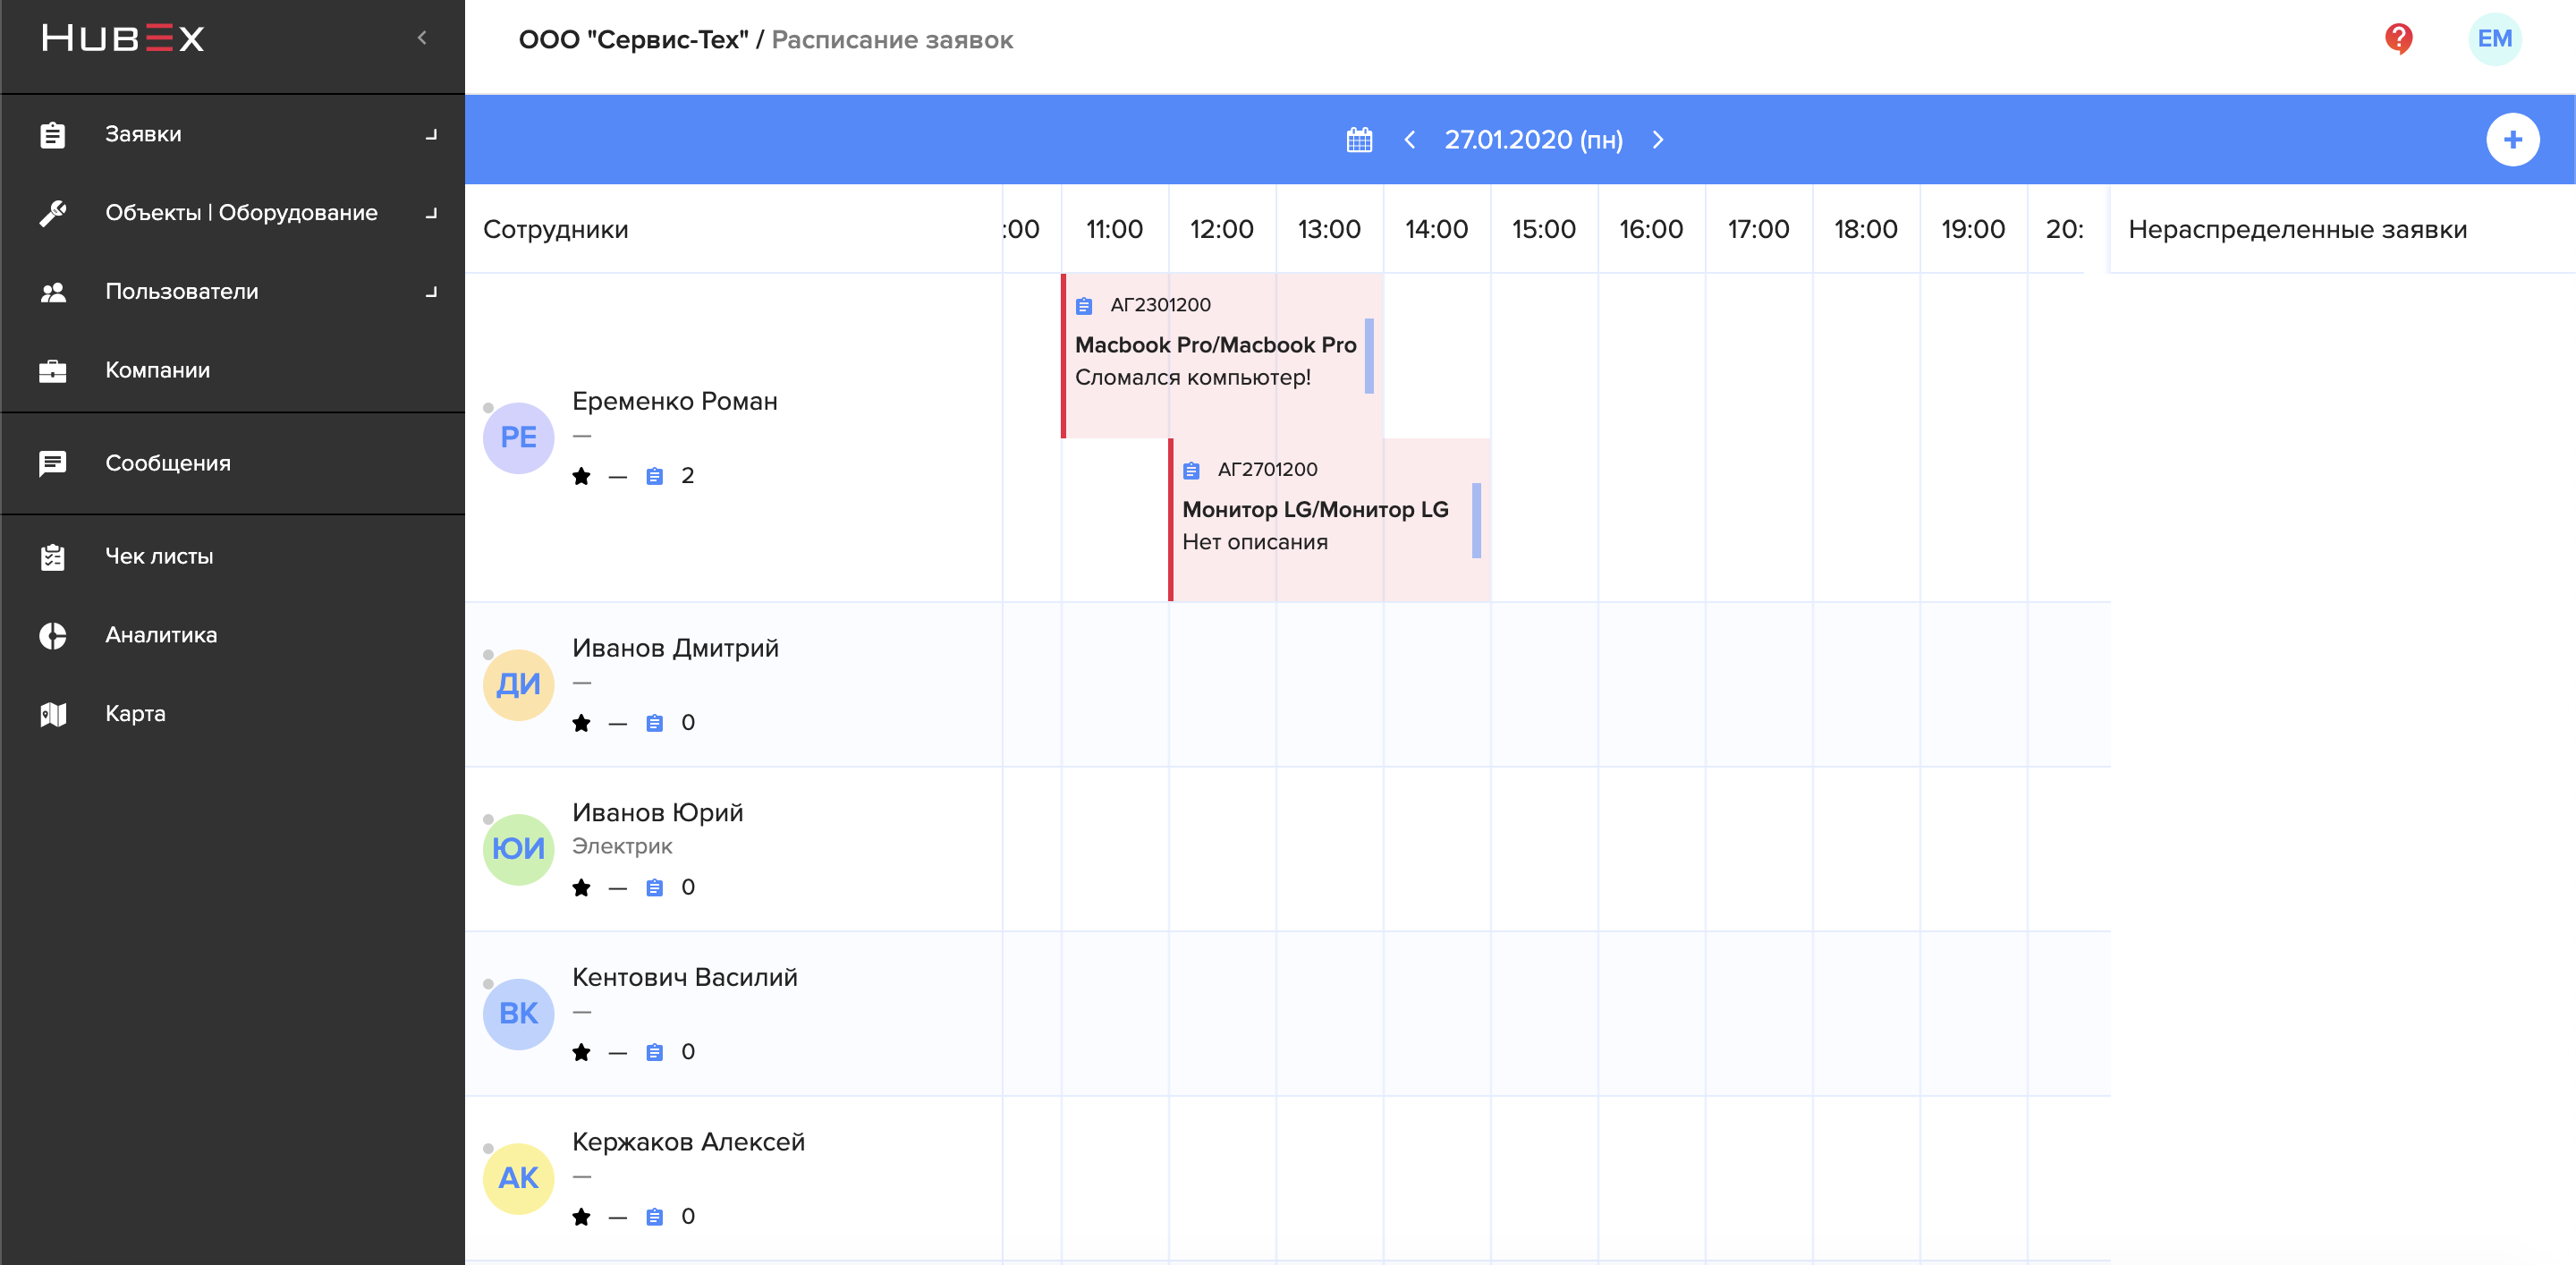 HUBEX
ООО "Сервис-Тех" / Расписание заявок
EM
Заявки
Объекты | Оборудование
Пользователи
Компании
Сообщения
Чек листы
Аналитика
Карта
27.01.2020 (пн)
Сотрудники
:00 11:00 12:00 13:00 14:00 15:00 16:00 17:00 18:00 19:00 20:
Нераспределенные заявки
РЕ
Еременко Роман
—
— 2
АГ2301200
Macbook Pro/Macbook Pro
Сломался компьютер!
АГ2701200
Монитор LG/Монитор LG
Нет описания
ДИ
Иванов Дмитрий
—
— 0
ЮИ
Иванов Юрий
Электрик
— 0
ВК
Кентович Василий
—
— 0
АК
Кержаков Алексей
—
— 0